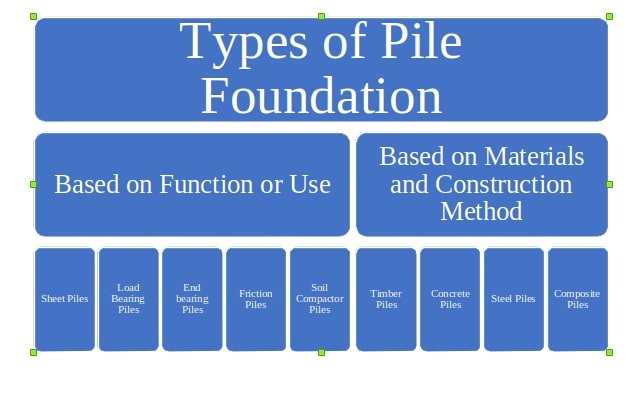 Types of Pile
Foundation
Based on Function or Use
Based on Materials
and Construction
Method
Sheet Piles
Load
Bearing
Piles
End
bearing
Piles
Friction
Piles
Soil
Compactor
Piles
Timber
Piles
Concrete
Piles
Steel Piles
Composite
Piles